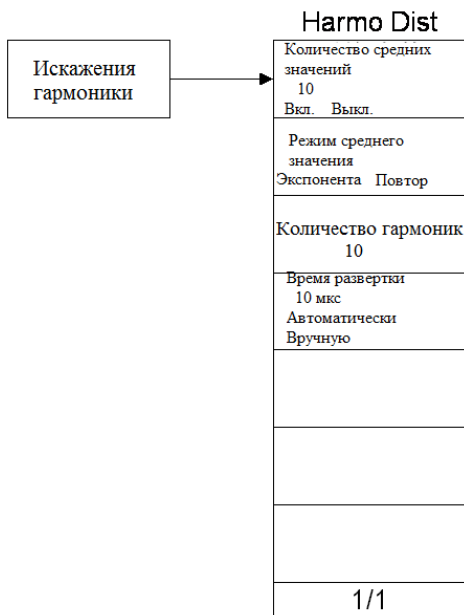 Harmo Dist
Искажения
гармоники
Количество средних
значений
10
Вкл. Выкл.
Режим среднего
значения
Экспонента Повтор
Количество гармоник
10
Время развертки
10 мкс
Автоматически
Вручную
1/1